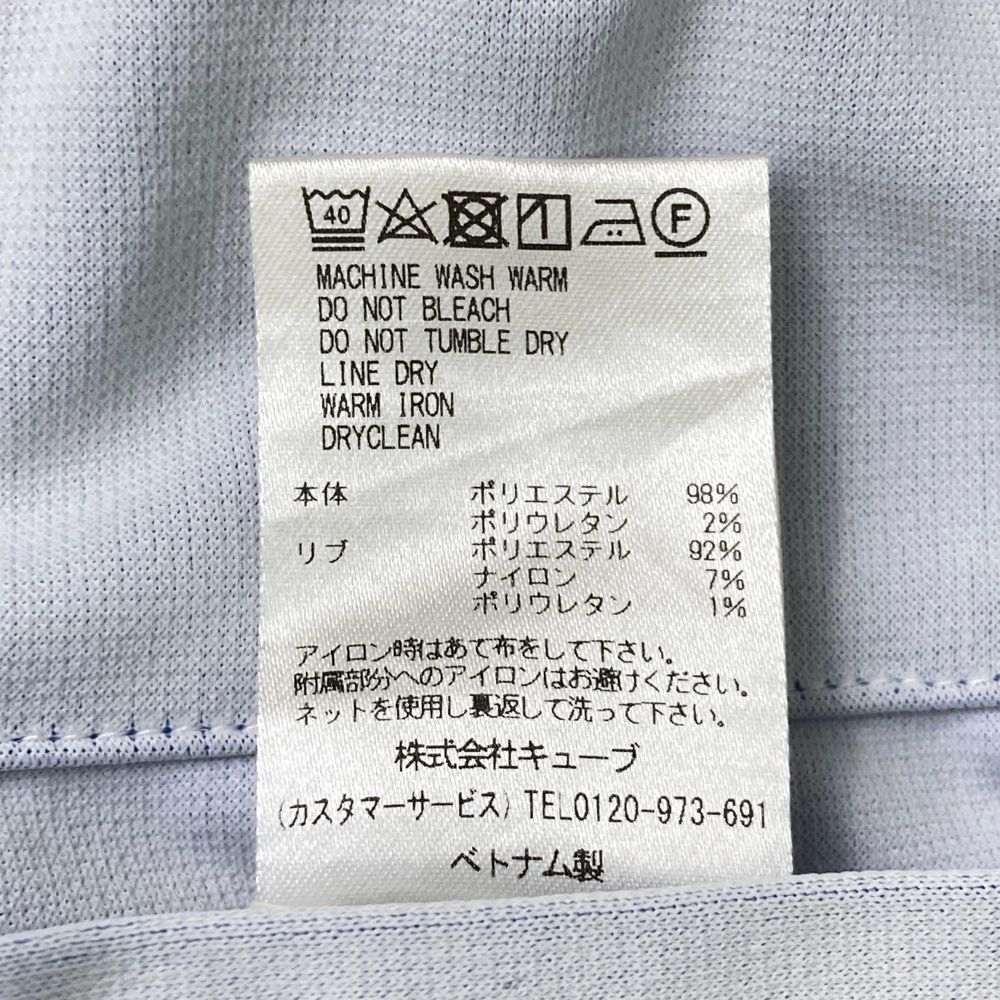 40 F
MACHINE WASH WARM
DO NOT BLEACH
DO NOT TUMBLE DRY
LINE DRY
WARM IRON
DRYCLEAN
本体 ポリエステル 98%
ポリウレタン 2%
リブ ポリエステル 92%
ナイロン 7%
ポリウレタン 1%
アイロン時はあて布をして下さい。
附属部分へのアイロンはお避けください。
ネットを使用し裏返して洗って下さい。
株式会社キューブ
(カスタマーサービス) TEL0120-973-691
ベトナム製